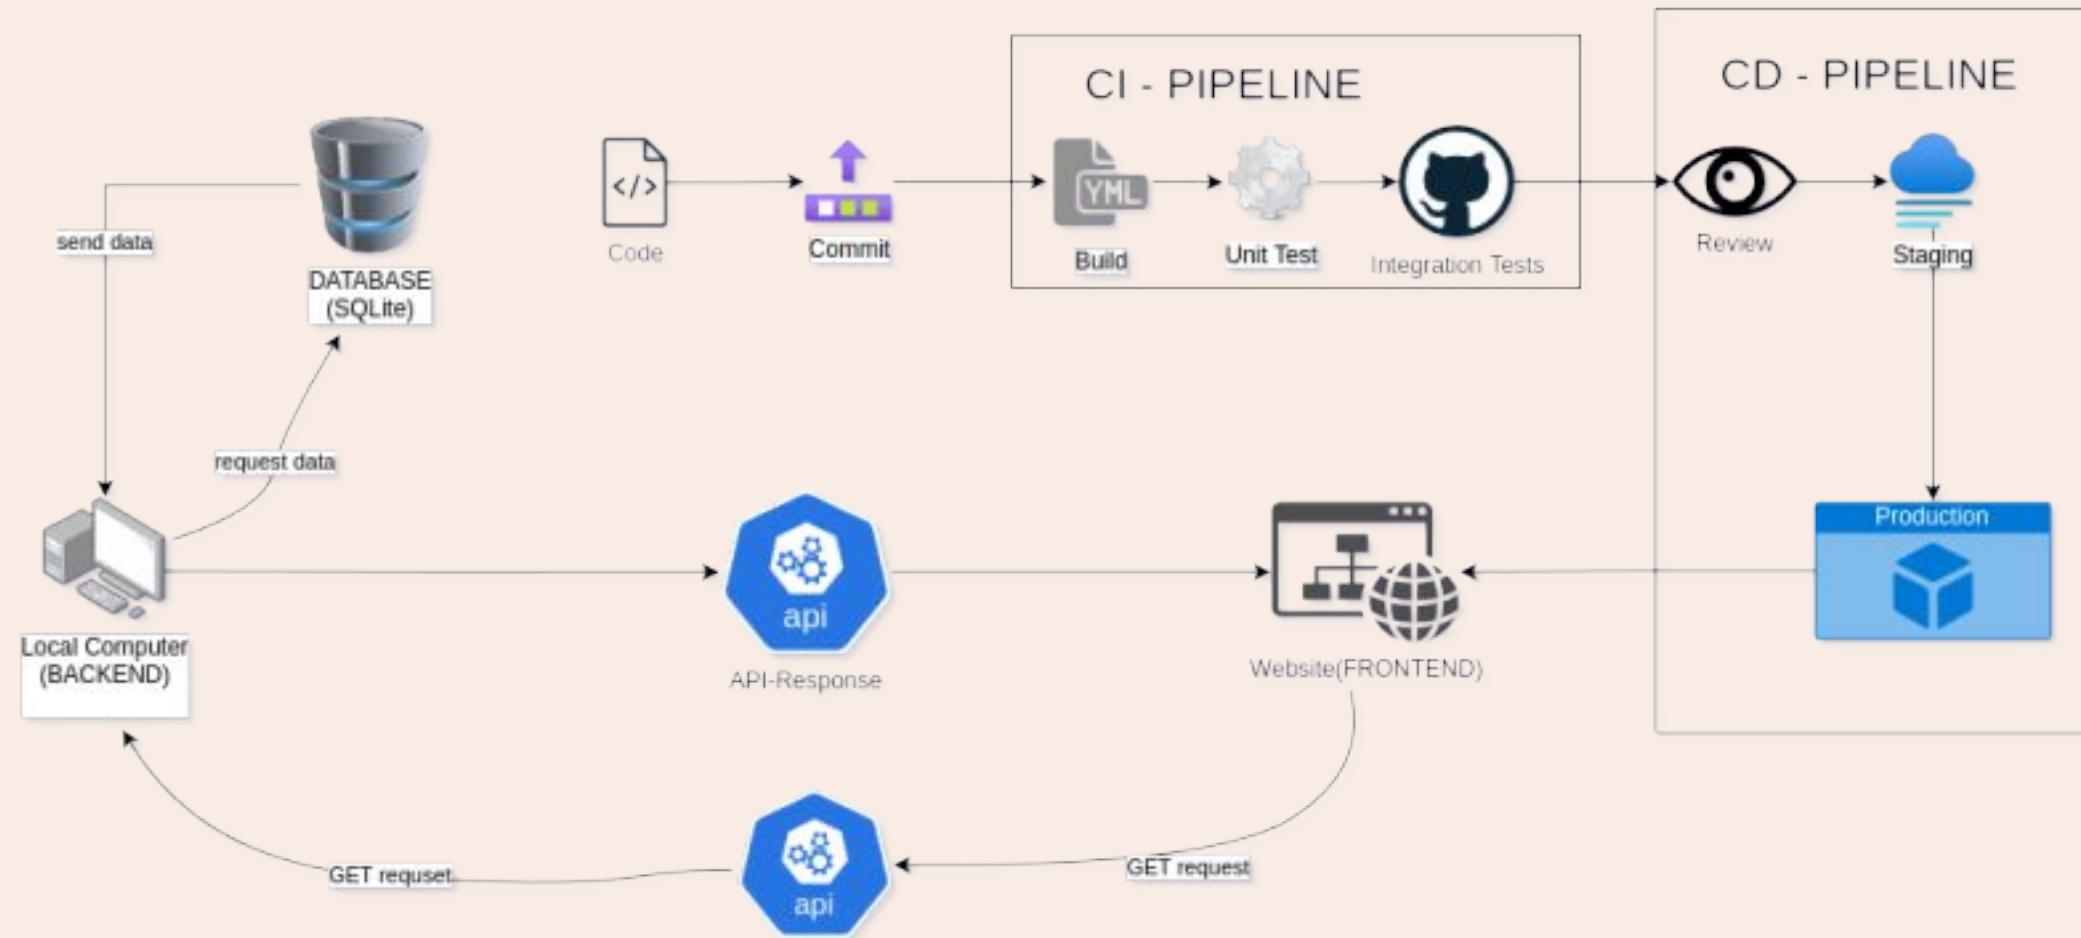 CI - PIPELINE
CD - PIPELINE
</>
YML
send data
DATABASE
(SQLite)
Code
Commit
Build
Unit Test
Integration Tests
Review
Staging
request data
Production
api
Local Computer
(BACKEND)
API-Response
Website(FRONTEND)
GET requset
GET request
api